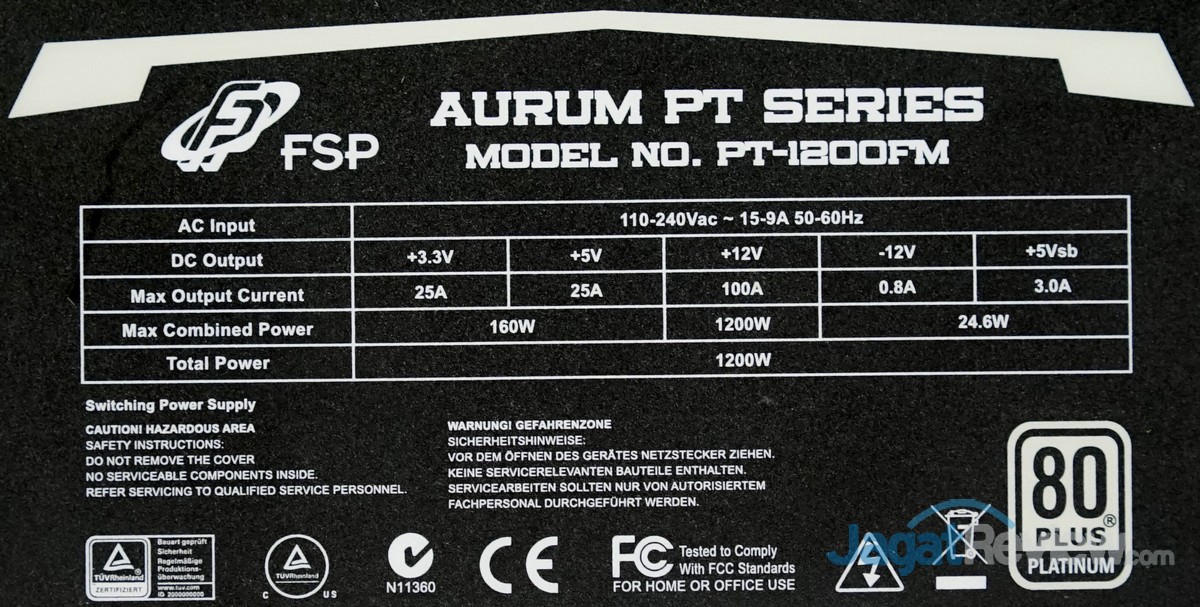 FSP
AURUM PT SERIES
MODEL NO. PT-1200FM
AC Input 110-240Vac ~ 15-9A 50-60Hz
DC Output +3.3V +5V +12V -12V +5Vsb
Max Output Current 25A 25A 100A 0.8A 3.0A
Max Combined Power 160W 1200W 24.6W
Total Power 1200W
Switching Power Supply
CAUTION! HAZARDOUS AREA
SAFETY INSTRUCTIONS:
DO NOT REMOVE THE COVER
NO SERVICEABLE COMPONENTS INSIDE.
REFER SERVICING TO QUALIFIED SERVICE PERSONNEL.
WARNUNG! GEFAHRENZONE
SICHERHEITSHINWEISE:
VOR DEM ÖFFNEN DES GERÄTES NETZSTECKER ZIEHEN.
KEINE SERVICERELEVANTEN BAUTEILE ENTHALTEN.
SERVICEARBEITEN SOLLTEN NUR VON AUTORISIERTEM
FACHPERSONAL DURCHGEFÜHRT WERDEN.
TÜVRheinland
ZERTIFIZIERT
Bauart geprüft
Sicherheit
Regelmäßige
Produktions-
überwachung
www.tuv.com
ID 2000000000
TÜVRheinland
C US
N11360
CE
FC
Tested to Comply
With FCC Standards
FOR HOME OR OFFICE USE
80
PLUS®
PLATINUM
JagatReview.com